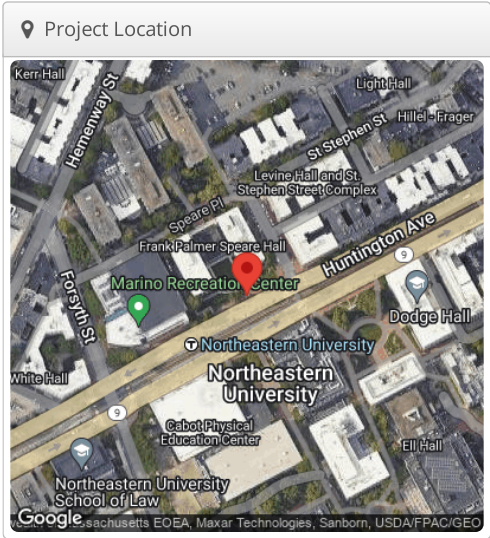 Project Location
Kerr Hall
Hemenway St
Light Hall
St Stephen St
Hillel - Frager
Levine Hall and St.
Stephen Street Complex
Speare Pl
Frank Palmer Speare Hall
Huntington Ave
9
Marino Recreation Center
Forsyth St
Dodge Hall
T Northeastern University
Northeastern
University
White Hall
9
Cabot Physical
Education Center
Ell Hall
Northeastern University
School of Law
Google
Massachusetts EOEA, Maxar Technologies, Sanborn, USDA/FPAC/GEO